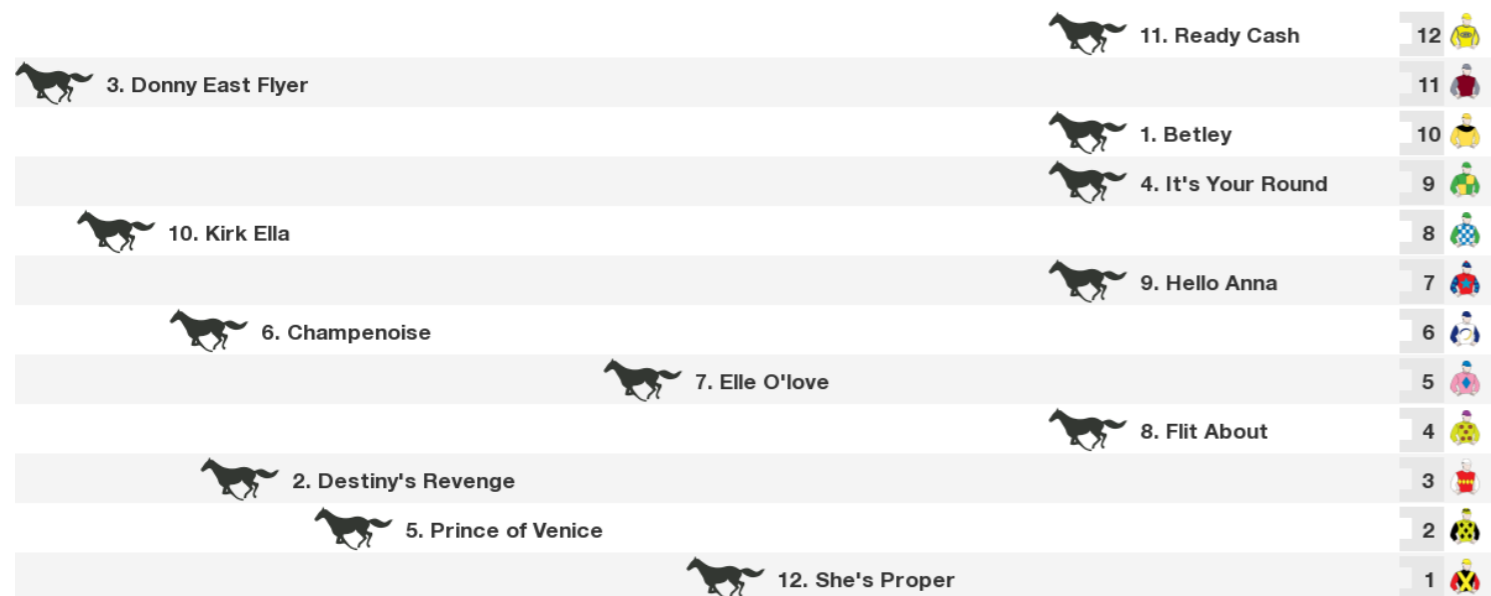 11. Ready Cash 12
3. Donny East Flyer 11
1. Betley 10
4. It's Your Round 9
10. Kirk Ella 8
9. Hello Anna 7
6. Champenoise 6
7. Elle O'love 5
8. Flit About 4
2. Destiny's Revenge 3
5. Prince of Venice 2
12. She's Proper 1